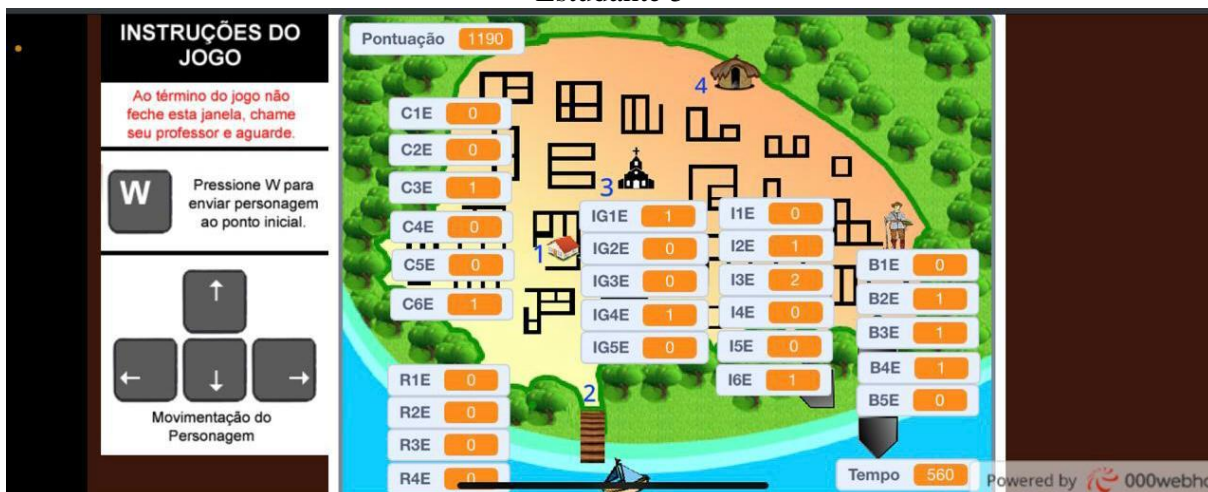 Estudante 3
INSTRUÇÕES DO
JOGO
Ao término do jogo não
feche esta janela, chame
seu professor e aguarde.
W
Pressione W para
enviar personagem
ao ponto inicial.
Movimentação do
Personagem
Pontuação 1190
C1E 0
C2E 0
C3E 1
C4E 0
C5E 0
C6E 1
R1E 0
R2E 0
R3E 0
R4E 0
1
2
3
4
IG1E 1
IG2E 0
IG3E 0
IG4E 1
IG5E 0
I1E 0
I2E 1
I3E 2
I4E 0
I5E 0
I6E 1
B1E 0
B2E 1
B3E 1
B4E 1
B5E 0
Tempo 560
Powered by 000webho